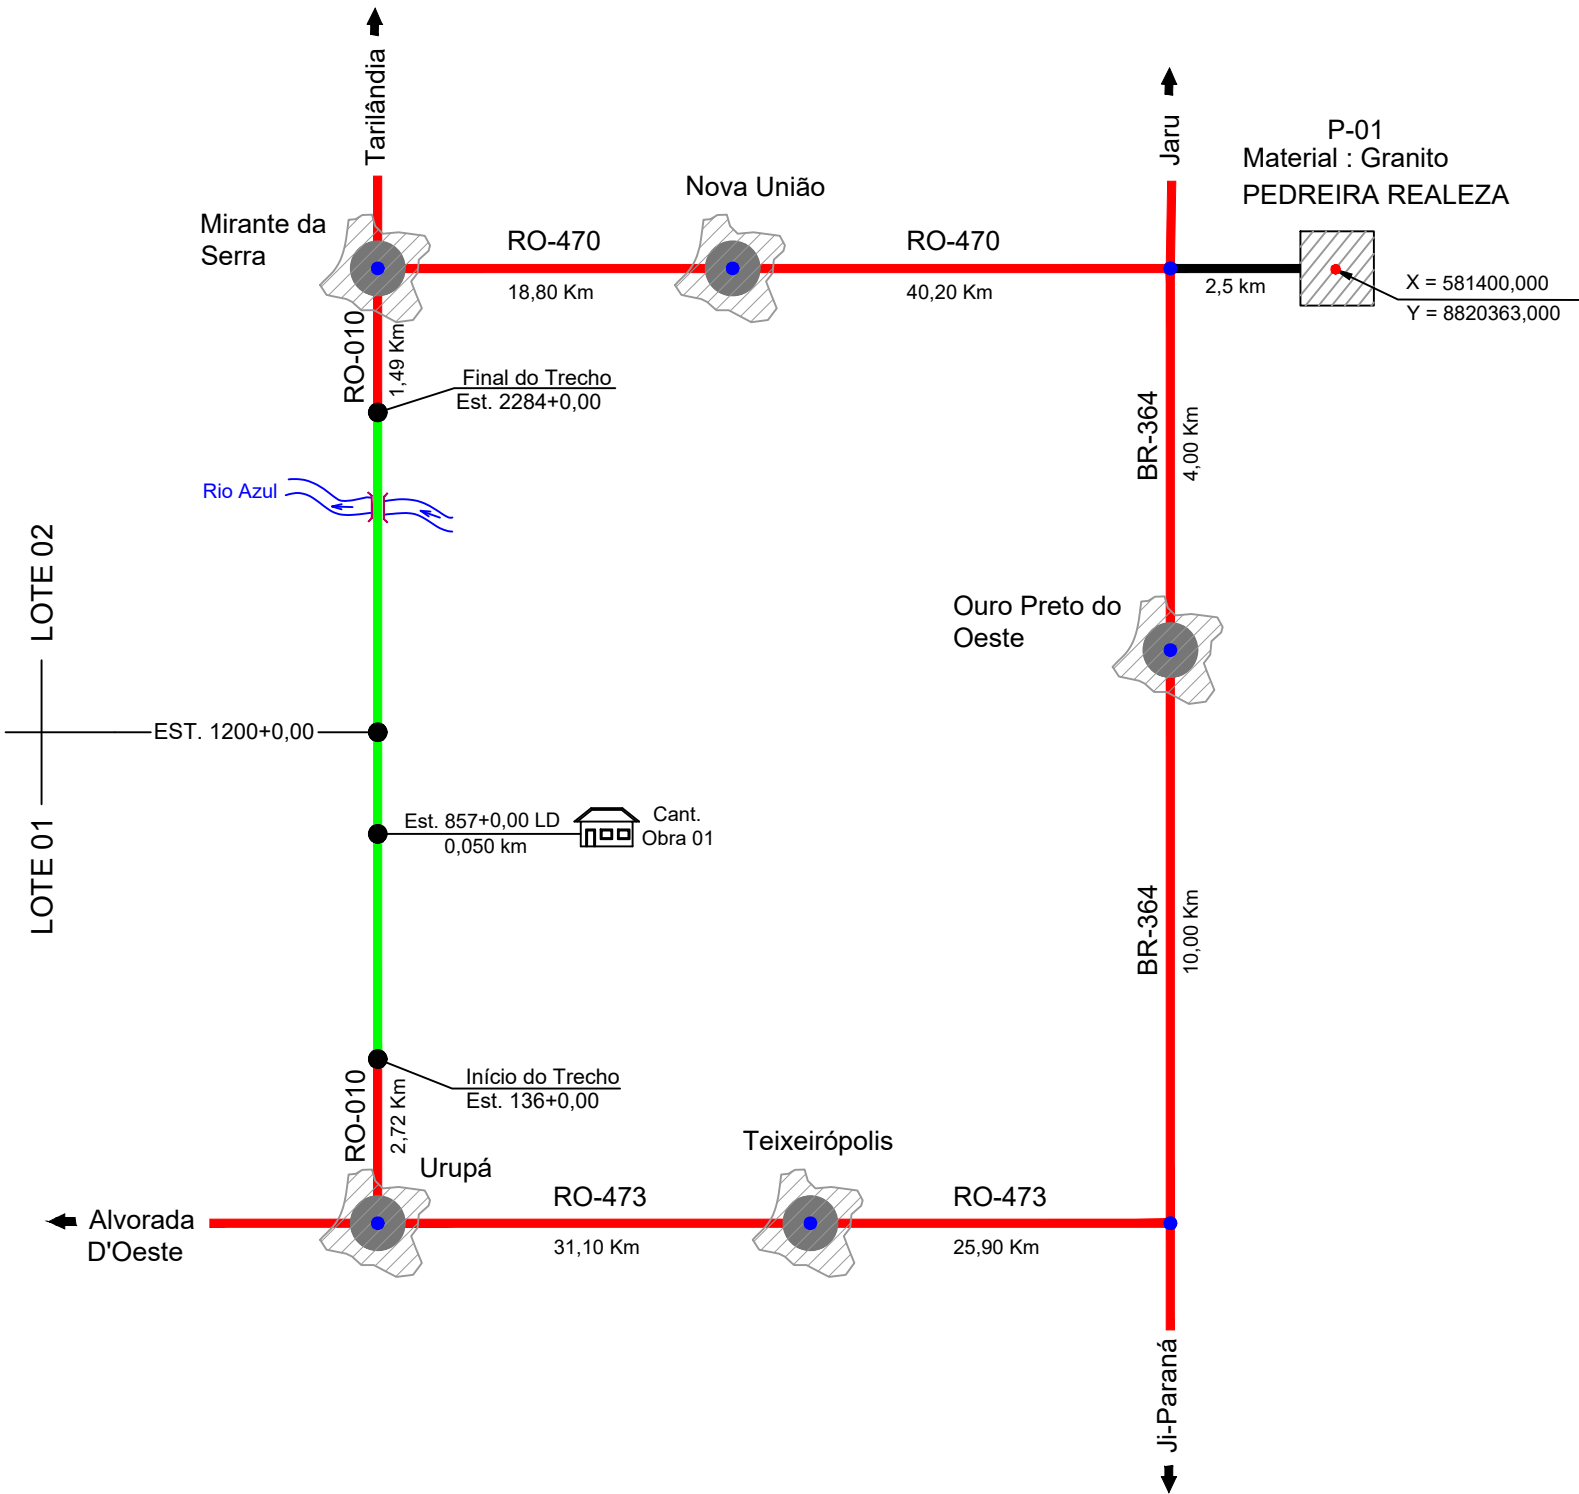 Tarilândia
Jaru
P-01
Material : Granito
PEDREIRA REALEZA
Nova União
Mirante da
Serra
RO-470
18,80 Km
RO-470
40,20 Km
2,5 km
X = 581400,000
Y = 8820363,000
RO-010
1,49 Km
Final do Trecho
Est. 2284+0,00
BR-364
4,00 Km
Rio Azul
LOTE 02
Ouro Preto do
Oeste
EST. 1200+0,00
LOTE 01
Est. 857+0,00 LD
0,050 km
Cant.
Obra 01
BR-364
10,00 Km
Início do Trecho
Est. 136+0,00
RO-010
2,72 Km
Urupá
Teixeirópolis
Alvorada
D'Oeste
RO-473
31,10 Km
RO-473
25,90 Km
Ji-Paraná